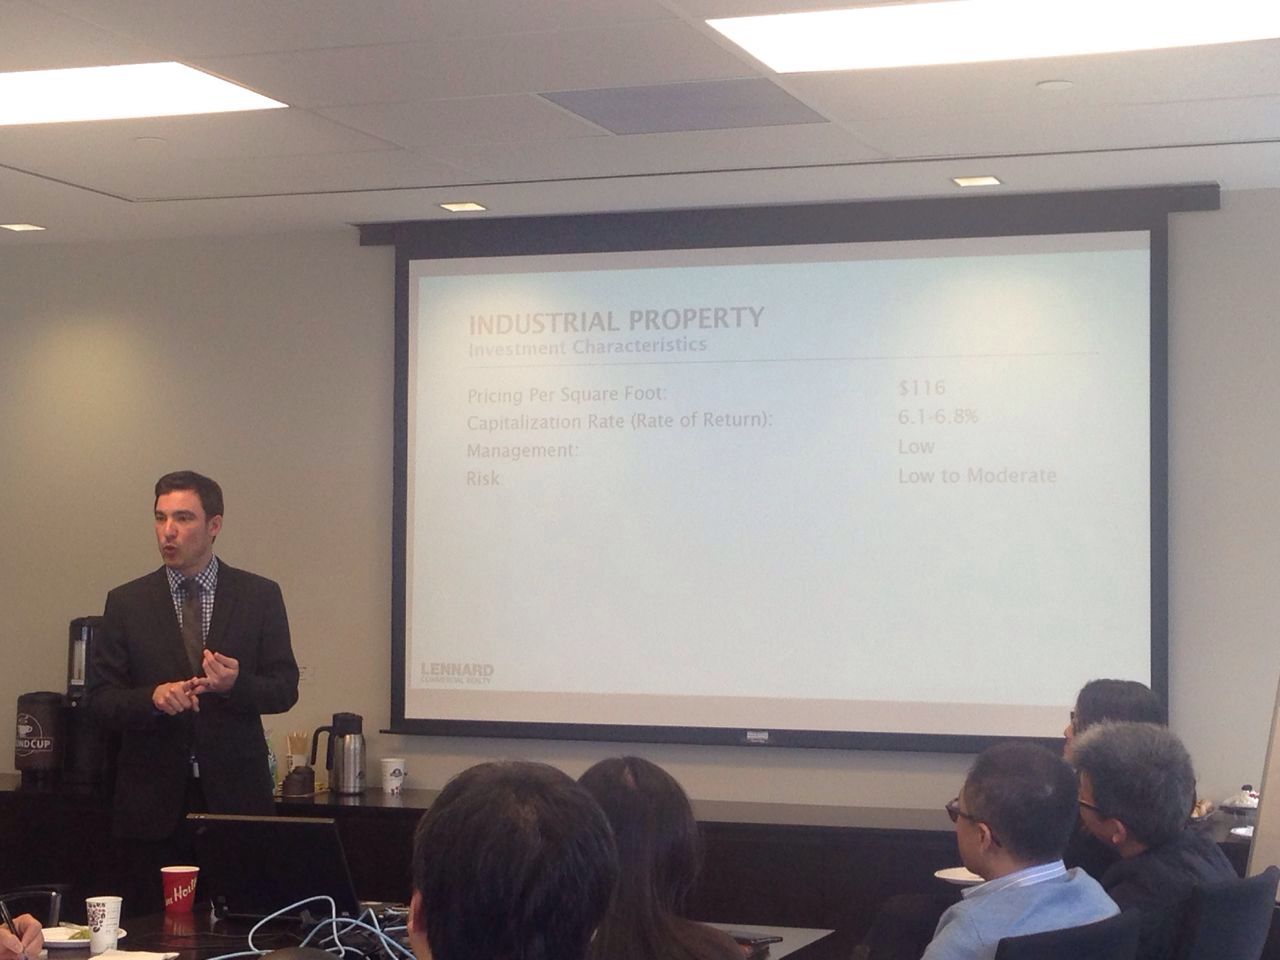 INDUSTRIAL PROPERTY
Investment Characteristics
Pricing Per Square Foot: $116
Capitalization Rate (Rate of Return): 6.1-6.8%
Management: Low
Risk Low to Moderate
LENNARD
COMMERCIAL REALTY
CUP